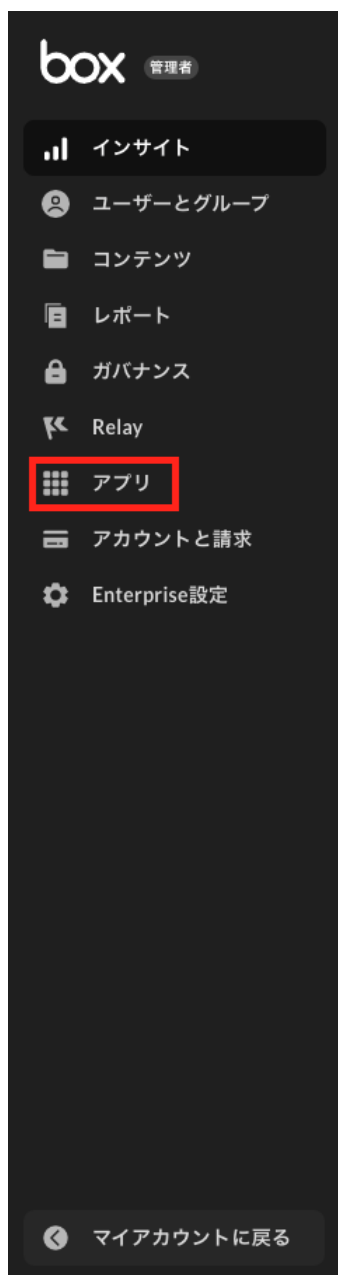 box 管理者
インサイト
ユーザーとグループ
コンテンツ
レポート
ガバナンス
Relay
アプリ
アカウントと請求
Enterprise設定
マイアカウントに戻る